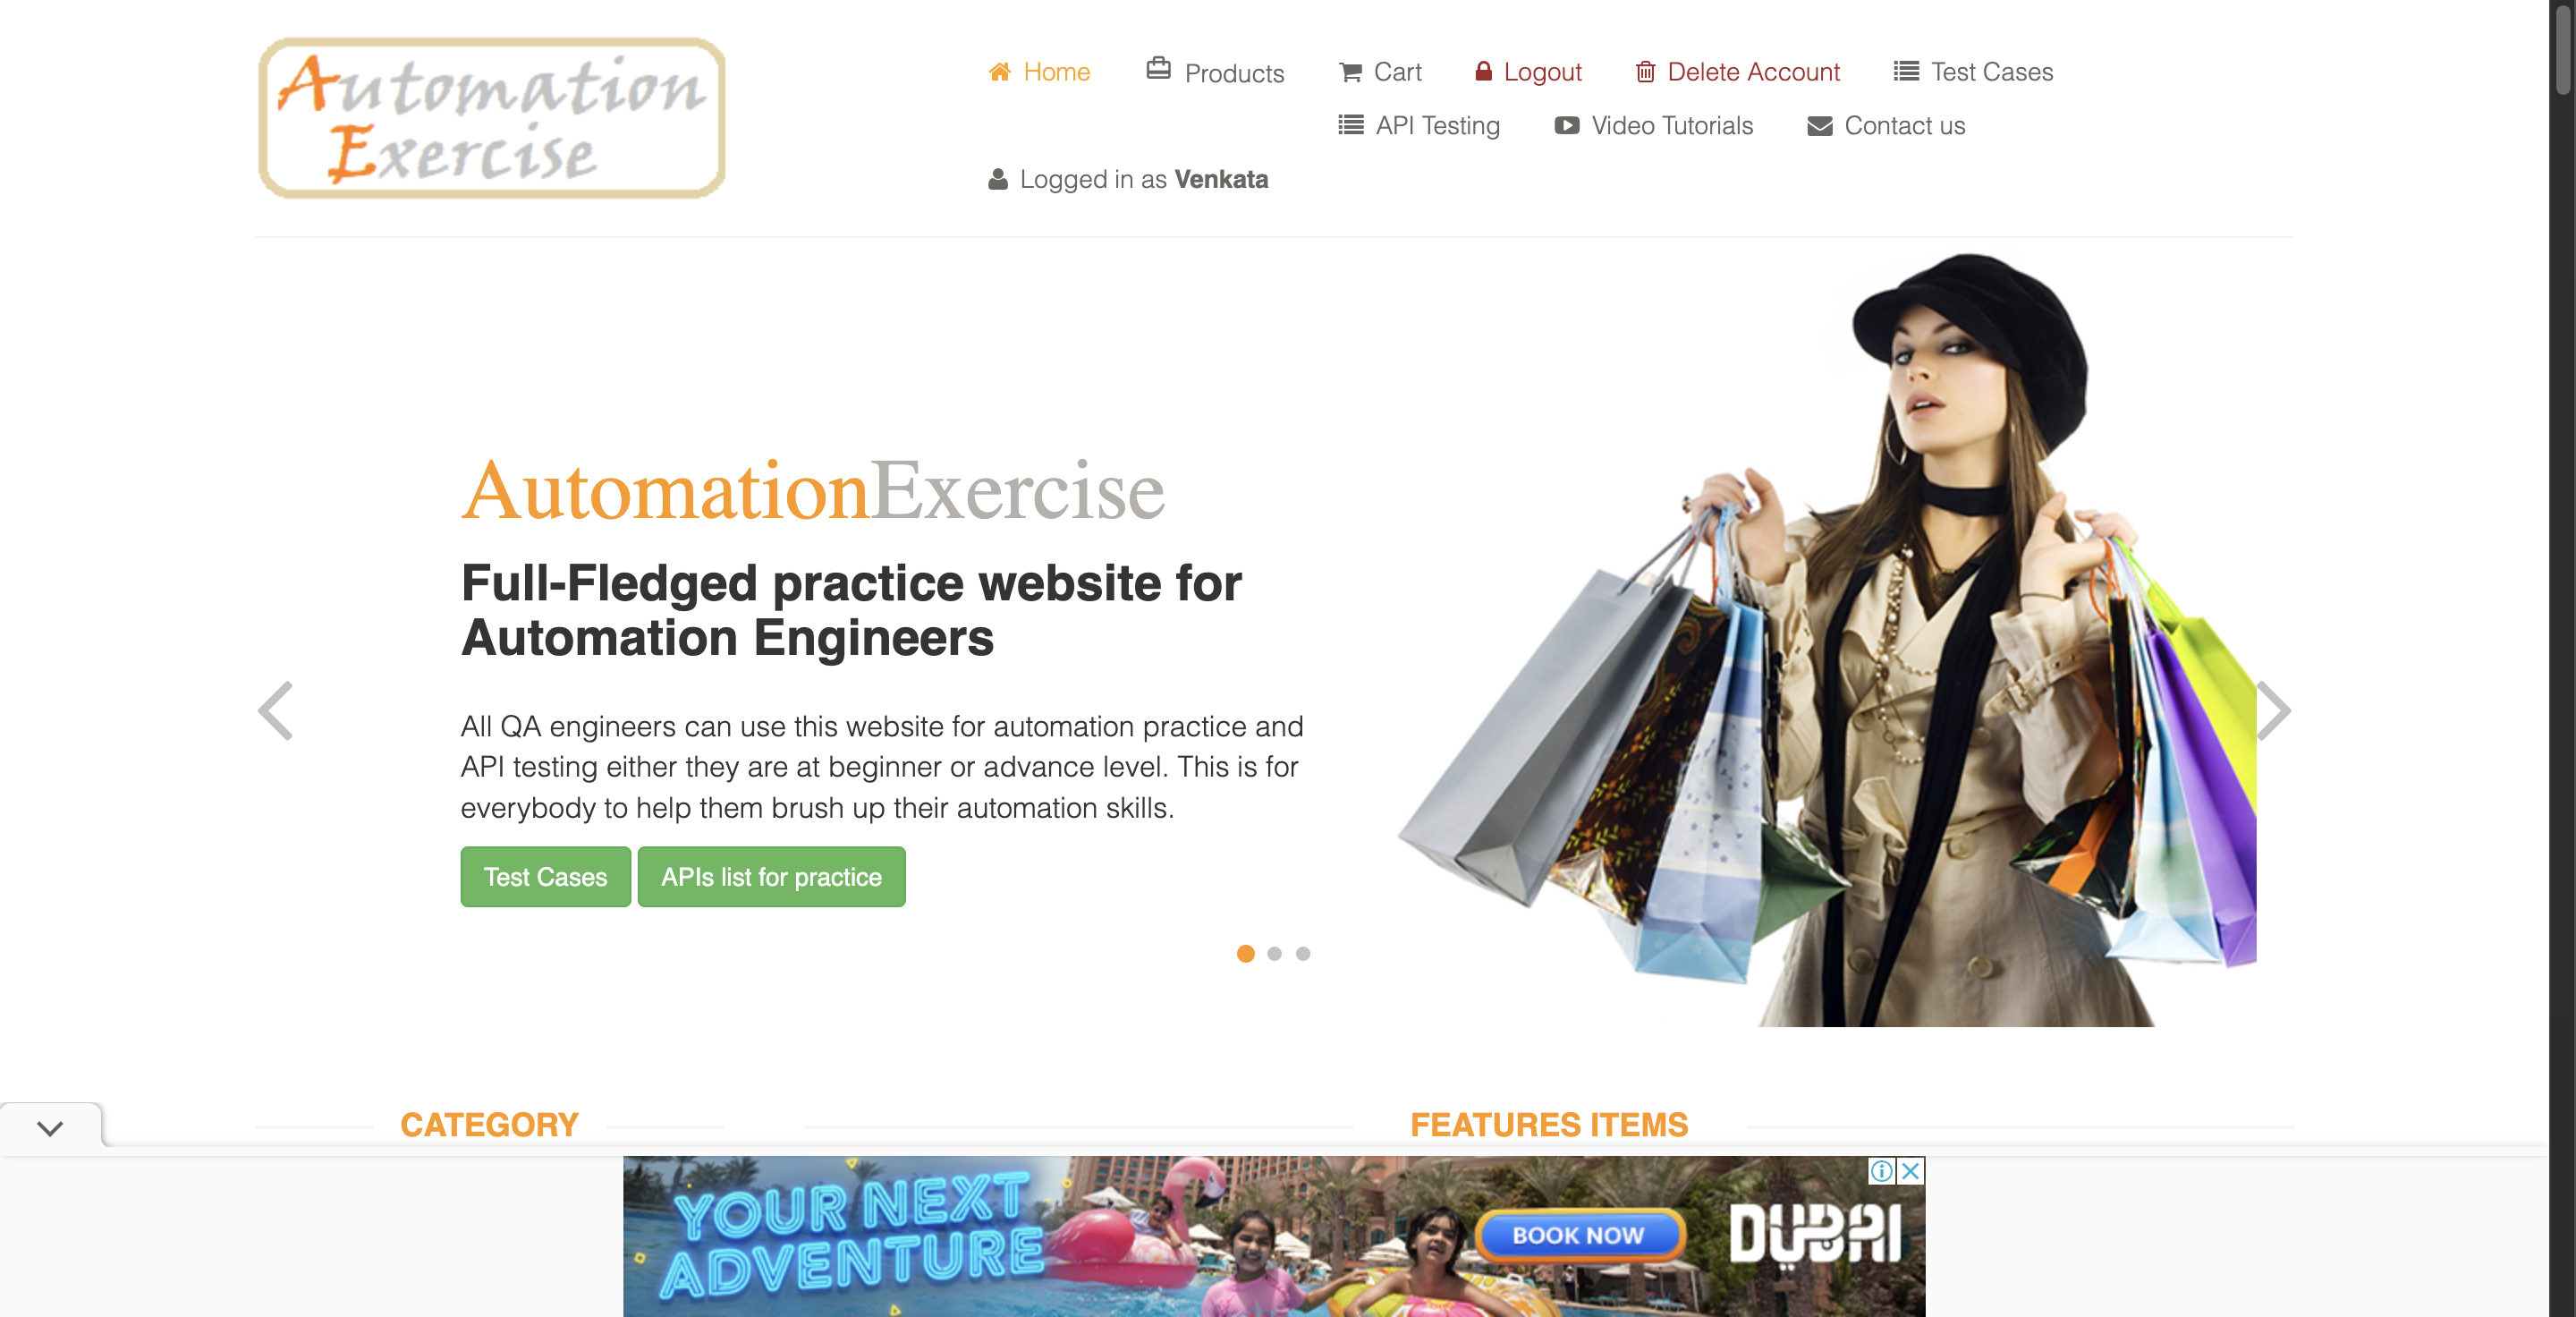 Automation
Exercise
Home Products Cart Logout Delete Account Test Cases
API Testing Video Tutorials Contact us
Logged in as Venkata
AutomationExercise
Full-Fledged practice website for
Automation Engineers
All QA engineers can use this website for automation practice and
API testing either they are at beginner or advance level. This is for
everybody to help them brush up their automation skills.
Test Cases APIs list for practice
CATEGORY
FEATURES ITEMS
YOUR NEXT
ADVENTURE
BOOK NOW
DUBAI